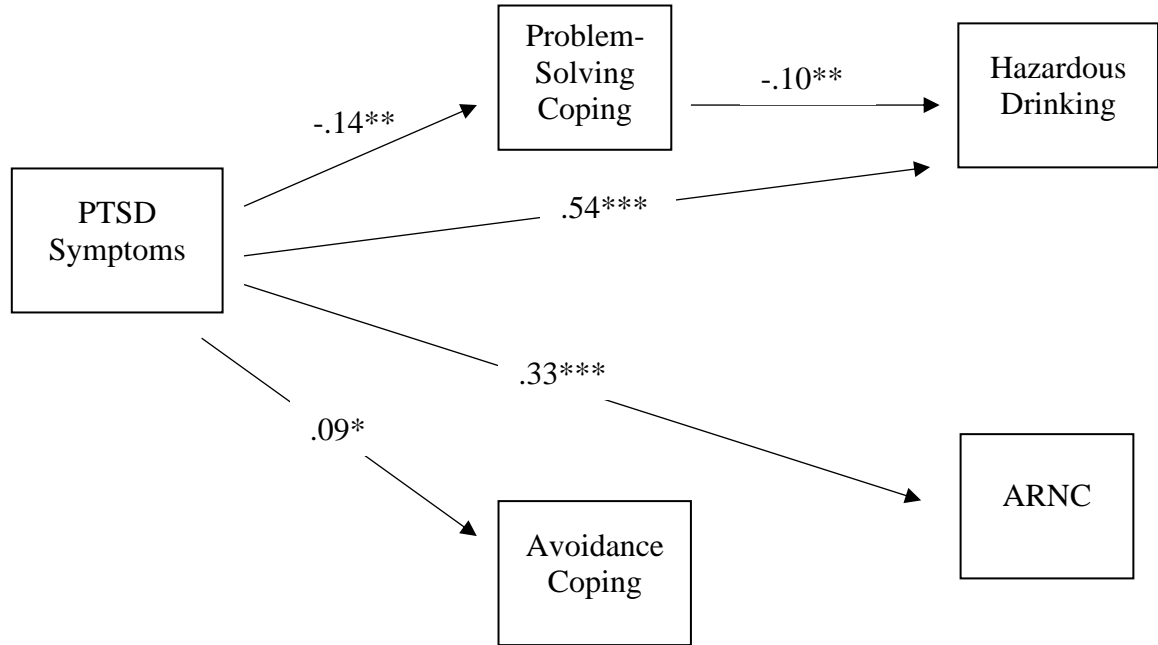 Problem-
Solving
Coping
Hazardous
Drinking
-.10**
-.14**
PTSD
Symptoms
.54***
.33***
.09*
ARNC
Avoidance
Coping